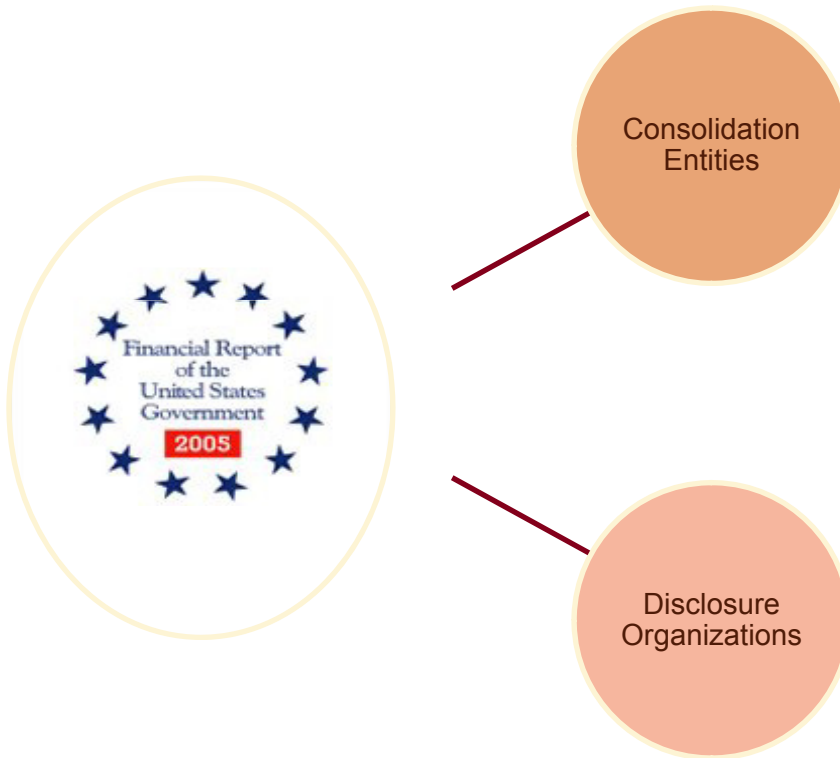 Consolidation
Entities
Financial Report
of the
United States
Government
2005
Disclosure
Organizations